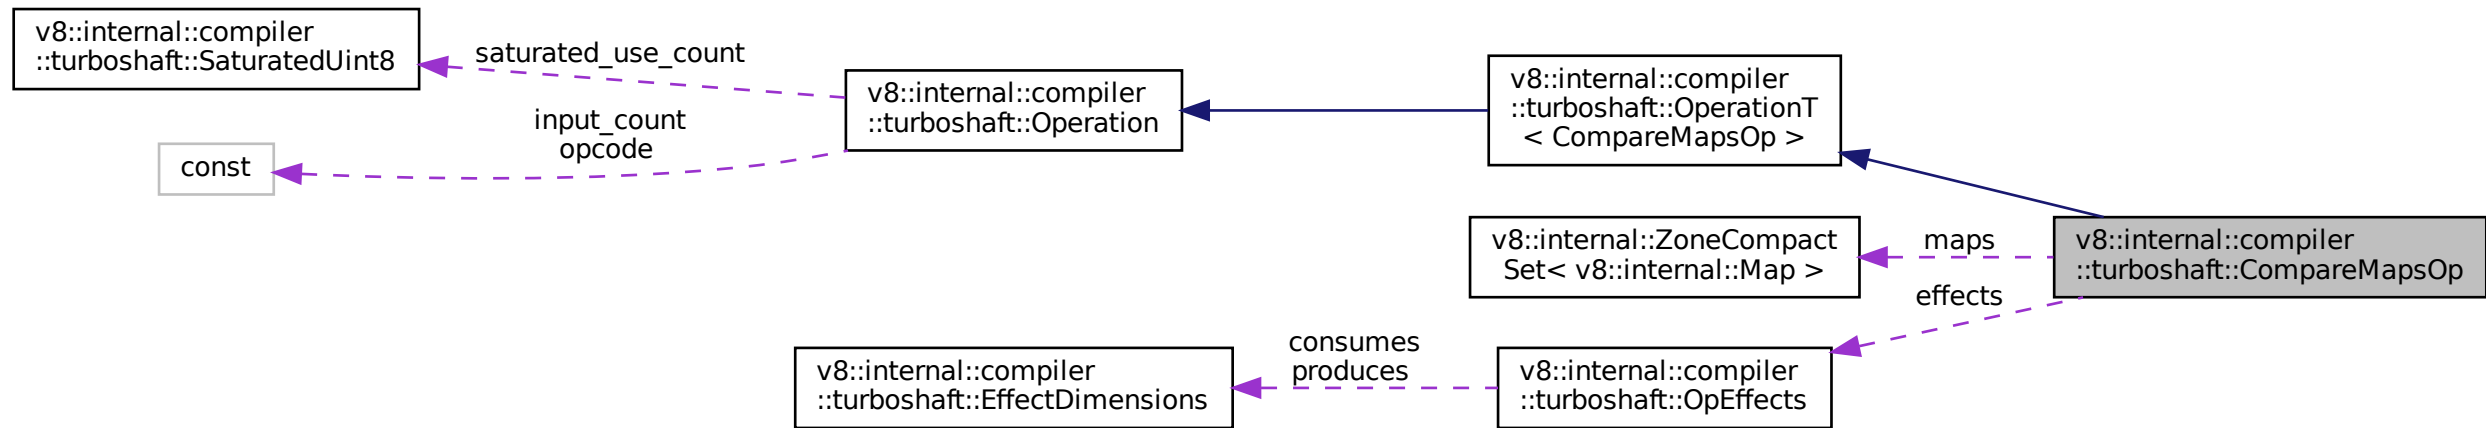 v8::internal::compiler
::turboshaft::SaturatedUint8
saturated_use_count
v8::internal::compiler
::turboshaft::Operation
input_count
opcode
const
v8::internal::compiler
::turboshaft::OperationT
< CompareMapsOp >
v8::internal::ZoneCompact
Set< v8::internal::Map >
maps
v8::internal::compiler
::turboshaft::CompareMapsOp
effects
v8::internal::compiler
::turboshaft::EffectDimensions
consumes
produces
v8::internal::compiler
::turboshaft::OpEffects